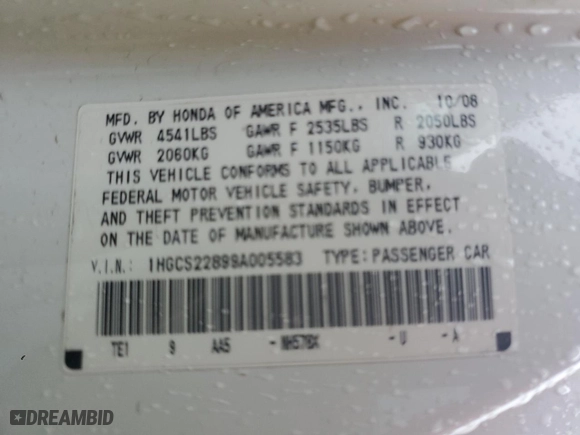 MFD. BY HONDA OF AMERICA MFG., INC. 10/08
GVWR 4541LBS GAWR F 2535LBS R 2050LBS
GVWR 2060KG GAWR F 1150KG R 930KG
THIS VEHICLE CONFORMS TO ALL APPLICABLE
FEDERAL MOTOR VEHICLE SAFETY, BUMPER,
AND THEFT PREVENTION STANDARDS IN EFFECT
ON THE DATE OF MANUFACTURE SHOWN ABOVE.
V.I.N.: 1HGCS22899A005583 TYPE: PASSENGER CAR
TE1 9 AA5 - NH578X - U - A
DREAMBID